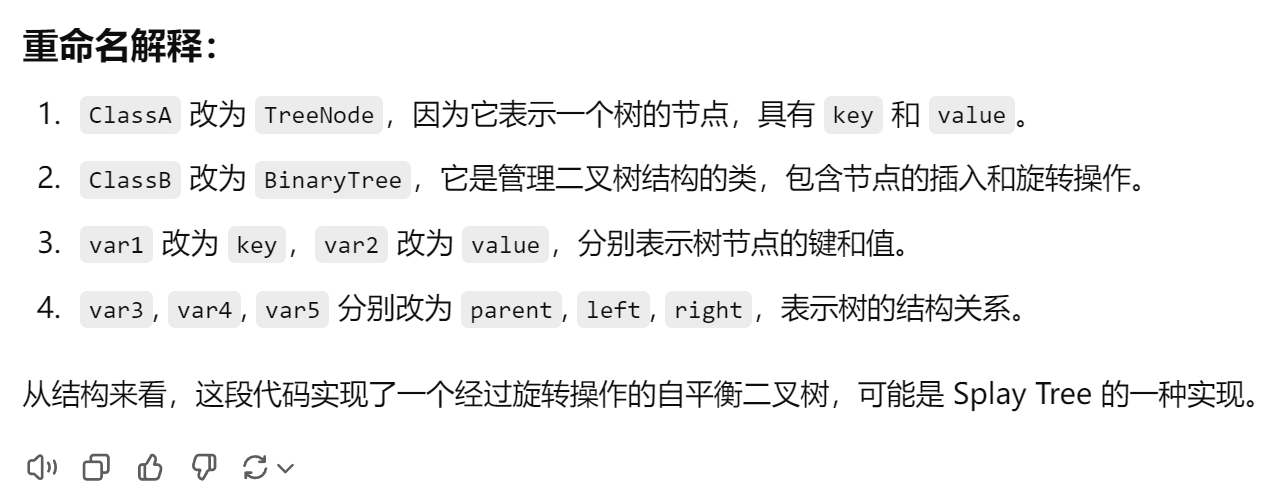 重命名解释：
1. ClassA 改为 TreeNode，因为它表示一个树的节点，具有 key 和 value。
2. ClassB 改为 BinaryTree，它是管理二叉树结构的类，包含节点的插入和旋转操作。
3. var1 改为 key，var2 改为 value，分别表示树节点的键和值。
4. var3, var4, var5 分别改为 parent, left, right，表示树的结构关系。
从结构来看，这段代码实现了一个经过旋转操作的自平衡二叉树，可能是 Splay Tree 的一种实现。